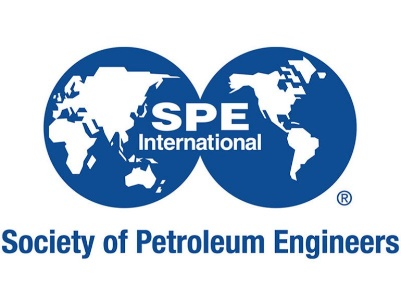 SPE
International
®
Society of Petroleum Engineers